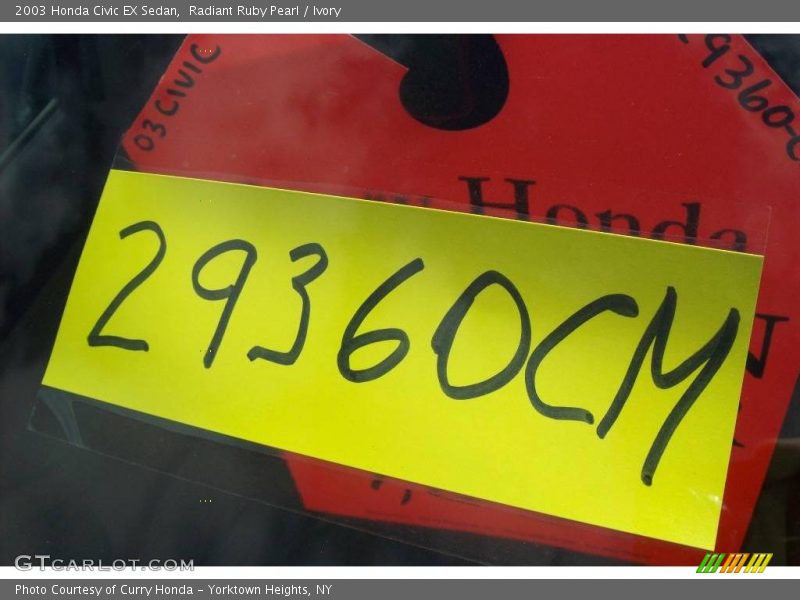 2003 Honda Civic EX Sedan,  Radiant Ruby Pearl / Ivory
03 CIVIC
29360-C
Honda
29360CM
GTCARLOT.COM
Photo Courtesy of Curry Honda - Yorktown Heights, NY